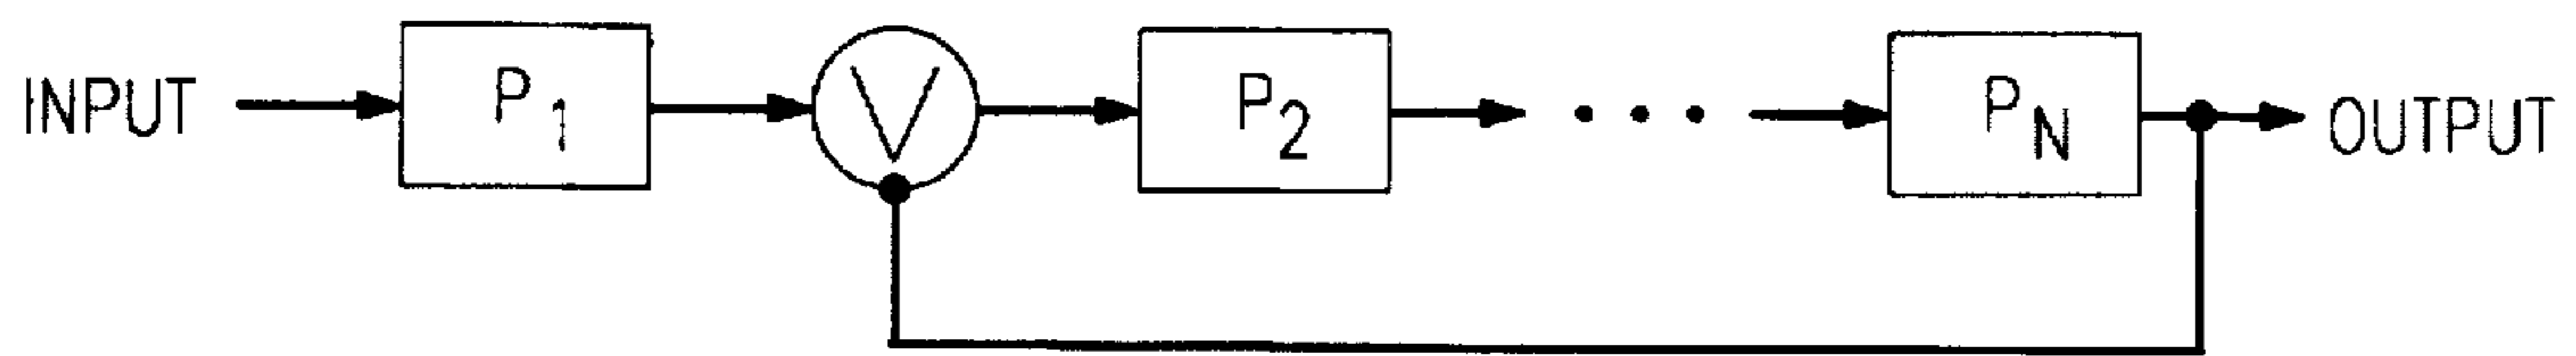 INPUT P1 V P2 . . . PN OUTPUT